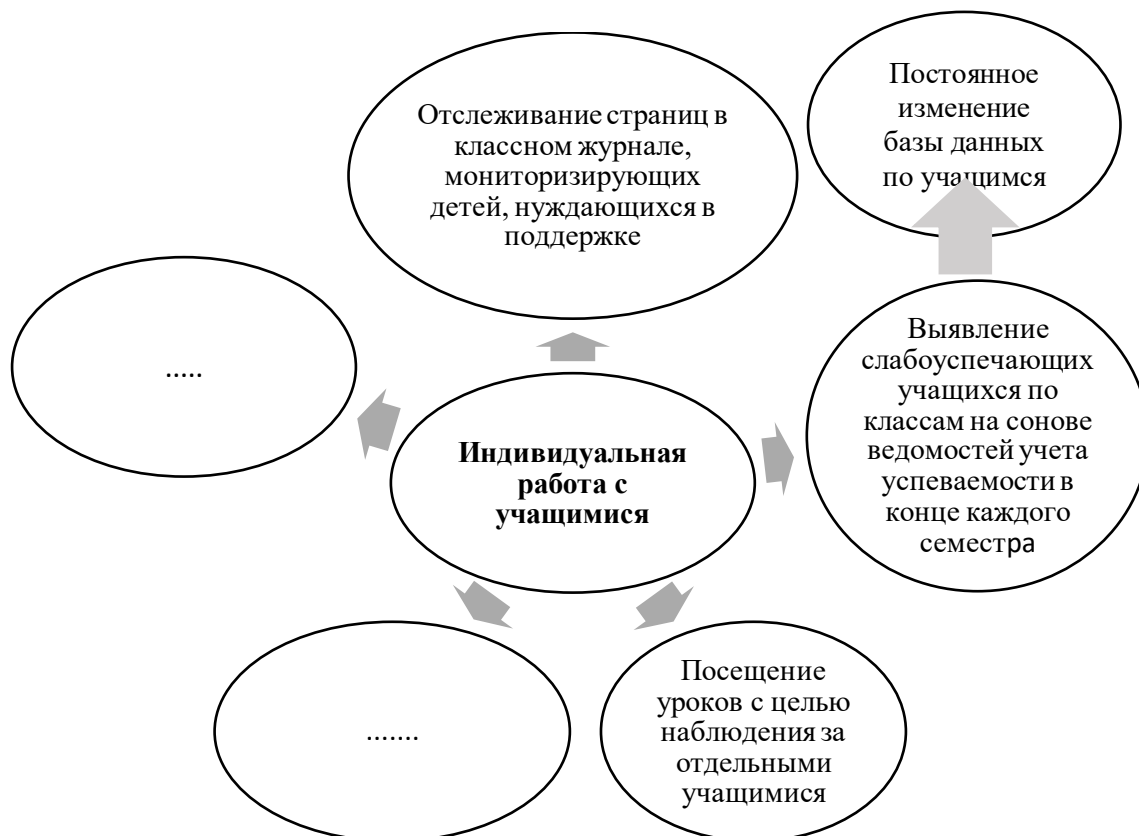 Отслеживание страниц в
классном журнале,
мониторизирующих
детей, нуждающихся в
поддержке
Постоянное
изменение
базы данных
по учащимся
.....
Индивидуальная
работа с
учащимися
Выявление
слабоуспечающих
учащихся по
классам на сонове
ведомостей учета
успеваемости в
конце каждого
семестра
.......
Посещение
уроков с целью
наблюдения за
отдельными
учащимися